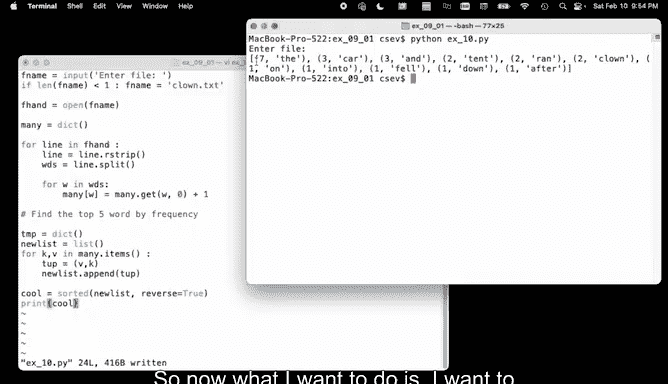 Terminal Shell Edit View Window Help Sat Feb 10 9:54 PM
ex_09_01 — -bash — 77×25
MacBook-Pro-522:ex_09_01 csev$ python ex_10.py
Enter file:
[(7, 'the'), (3, 'car'), (3, 'and'), (2, 'tent'), (2, 'ran'), (2, 'clown'), (
1, 'on'), (1, 'into'), (1, 'fell'), (1, 'down'), (1, 'after')]
MacBook-Pro-522:ex_09_01 csev$
fname = input('Enter file: ')
if len(fname) < 1 : fname = 'clown.txt'
fhand = open(fname)
many = dict()
for line in fhand :
line = line.rstrip()
wds = line.split()
for w in wds:
many[w] = many.get(w, 0) + 1
# Find the top 5 word by frequency
tmp = dict()
newlist = list()
for k,v in many.items() :
tup = (v,k)
newlist.append(tup)
cool = sorted(newlist, reverse=True)
print(cool)
~
~
~
~
~
"ex_10.py" 24L, 416B written
So now what I want to do is, I want to